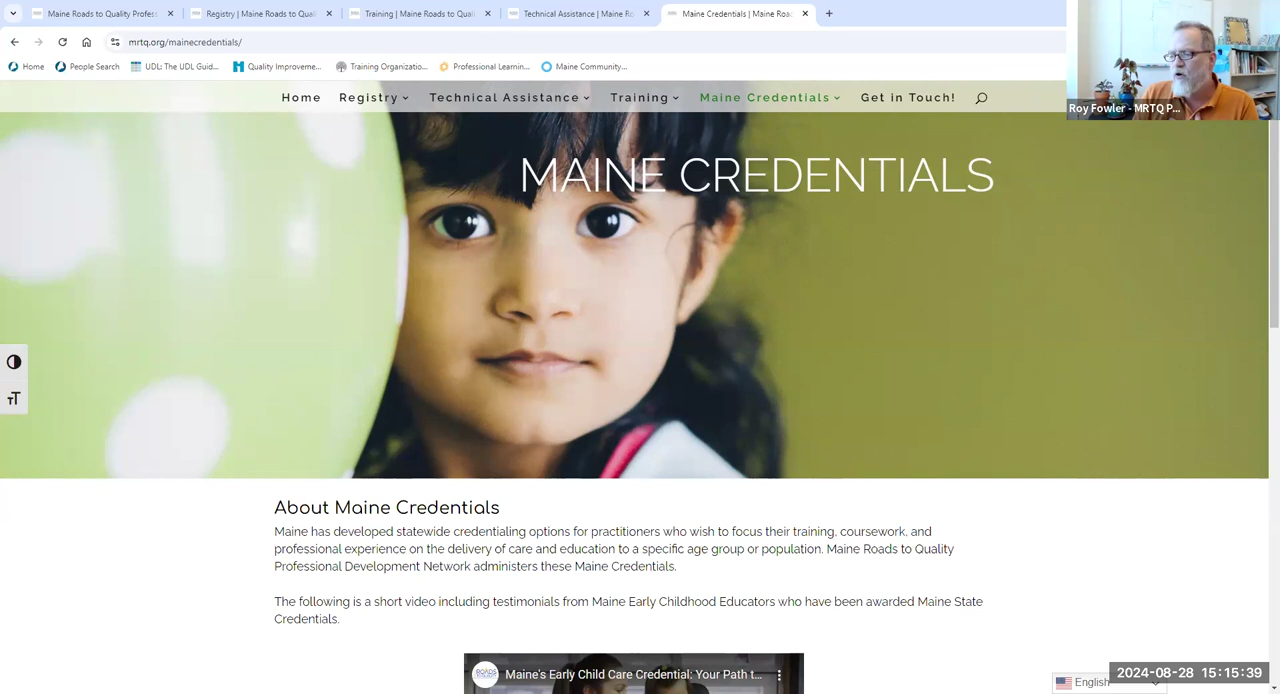 Maine Roads to Quality Profess
Registry | Maine Roads to Quali
Training | Maine Roads to Quali
Technical Assistance | Maine Ro
Maine Credentials | Maine Roa
mrtq.org/mainecredentials/
Home
People Search
UDL: The UDL Guid...
Quality Improveme...
Training Organizatio...
Professional Learnin...
Maine Community...
Home
Registry
Technical Assistance
Training
Maine Credentials
Get in Touch!
Roy Fowler - MRTQ P...
MAINE CREDENTIALS
TT
About Maine Credentials
Maine has developed statewide credentialing options for practitioners who wish to focus their training, coursework, and
professional experience on the delivery of care and education to a specific age group or population. Maine Roads to Quality
Professional Development Network administers these Maine Credentials.
The following is a short video including testimonials from Maine Early Childhood Educators who have been awarded Maine State
Credentials.
ROADS
Maine's Early Child Care Credential: Your Path t...
2024-08-28 15:15:39
English